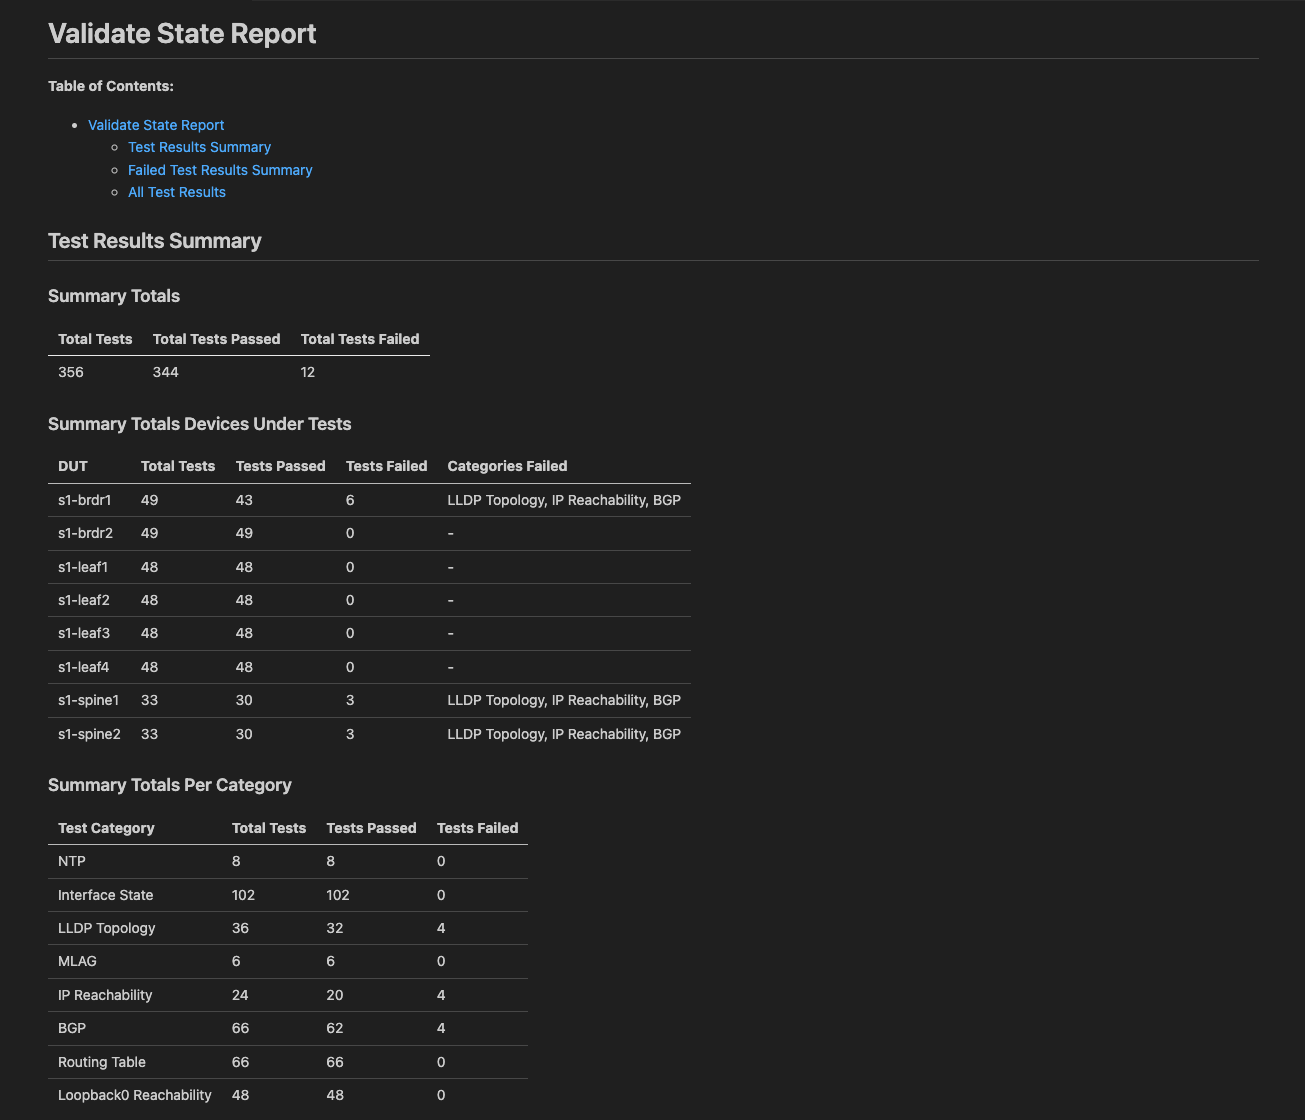 Validate State Report
Table of Contents:
Validate State Report
Test Results Summary
Failed Test Results Summary
All Test Results
Test Results Summary
Summary Totals
Total Tests Total Tests Passed Total Tests Failed
356 344 12
Summary Totals Devices Under Tests
DUT Total Tests Tests Passed Tests Failed Categories Failed
s1-brdr1 49 43 6 LLDP Topology, IP Reachability, BGP
s1-brdr2 49 49 0 -
s1-leaf1 48 48 0 -
s1-leaf2 48 48 0 -
s1-leaf3 48 48 0 -
s1-leaf4 48 48 0 -
s1-spine1 33 30 3 LLDP Topology, IP Reachability, BGP
s1-spine2 33 30 3 LLDP Topology, IP Reachability, BGP
Summary Totals Per Category
Test Category Total Tests Tests Passed Tests Failed
NTP 8 8 0
Interface State 102 102 0
LLDP Topology 36 32 4
MLAG 6 6 0
IP Reachability 24 20 4
BGP 66 62 4
Routing Table 66 66 0
Loopback0 Reachability 48 48 0